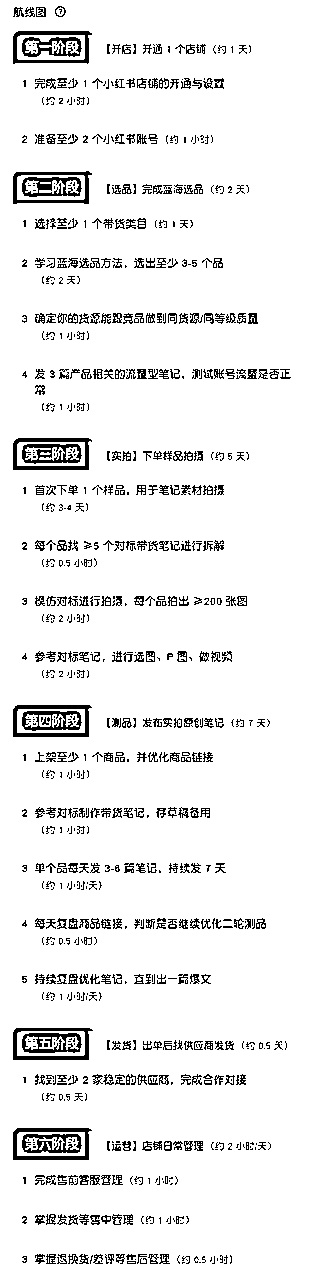 航线图 ?
第一阶段 【开店】开通 1 个店铺（约 1 天）
1 完成至少 1 个小红书店铺的开通与设置
（约 2 小时）
2 准备至少 2 个小红书账号（约 1 小时）
第二阶段 【选品】完成蓝海选品（约 2 天）
1 选择至少 1 个带货类目（约 1 天）
2 学习蓝海选品方法，选出至少 3-5 个品
（约 2 天）
3 确定你的货源能跟竞品做到同货源/同等级质量
（约 1 小时）
4 发 3 篇产品相关的流量型笔记，测试账号流量是否正
常
（约 1 小时）
第三阶段 【实拍】下单样品拍摄（约 5 天）
1 首次下单 1 个样品，用于笔记素材拍摄
（约 3-4 天）
2 每个品找 ≥5 个对标带货笔记进行拆解
（约 0.5 小时）
3 模仿对标进行拍摄，每个品拍出 ≥200 张图
（约 2 小时）
4 参考对标笔记，进行选图、P 图、做视频
（约 2 小时）
第四阶段 【测品】发布实拍原创笔记（约 7 天）
1 上架至少 1 个商品，并优化商品链接
（约 1 小时）
2 参考对标制作带货笔记，存草稿备用
（约 1 小时）
3 单个品每天发 3-6 篇笔记，持续发 7 天
（约 1 小时/天）
4 每天复盘商品链接，判断是否继续优化二轮测品
（约 0.5 小时）
5 持续复盘优化笔记，直到出一篇爆文
（约 1 小时/天）
第五阶段 【发货】出单后找供应商发货（约 0.5 天）
1 找到至少 2 家稳定的供应商，完成合作对接
（约 0.5 天）
第六阶段 【运营】店铺日常管理（约 2 小时/天）
1 完成售前客服管理（约 1 小时）
2 掌握发货等售中管理（约 1 小时）
3 掌握退换货/差评等售后管理（约 0.5 小时）